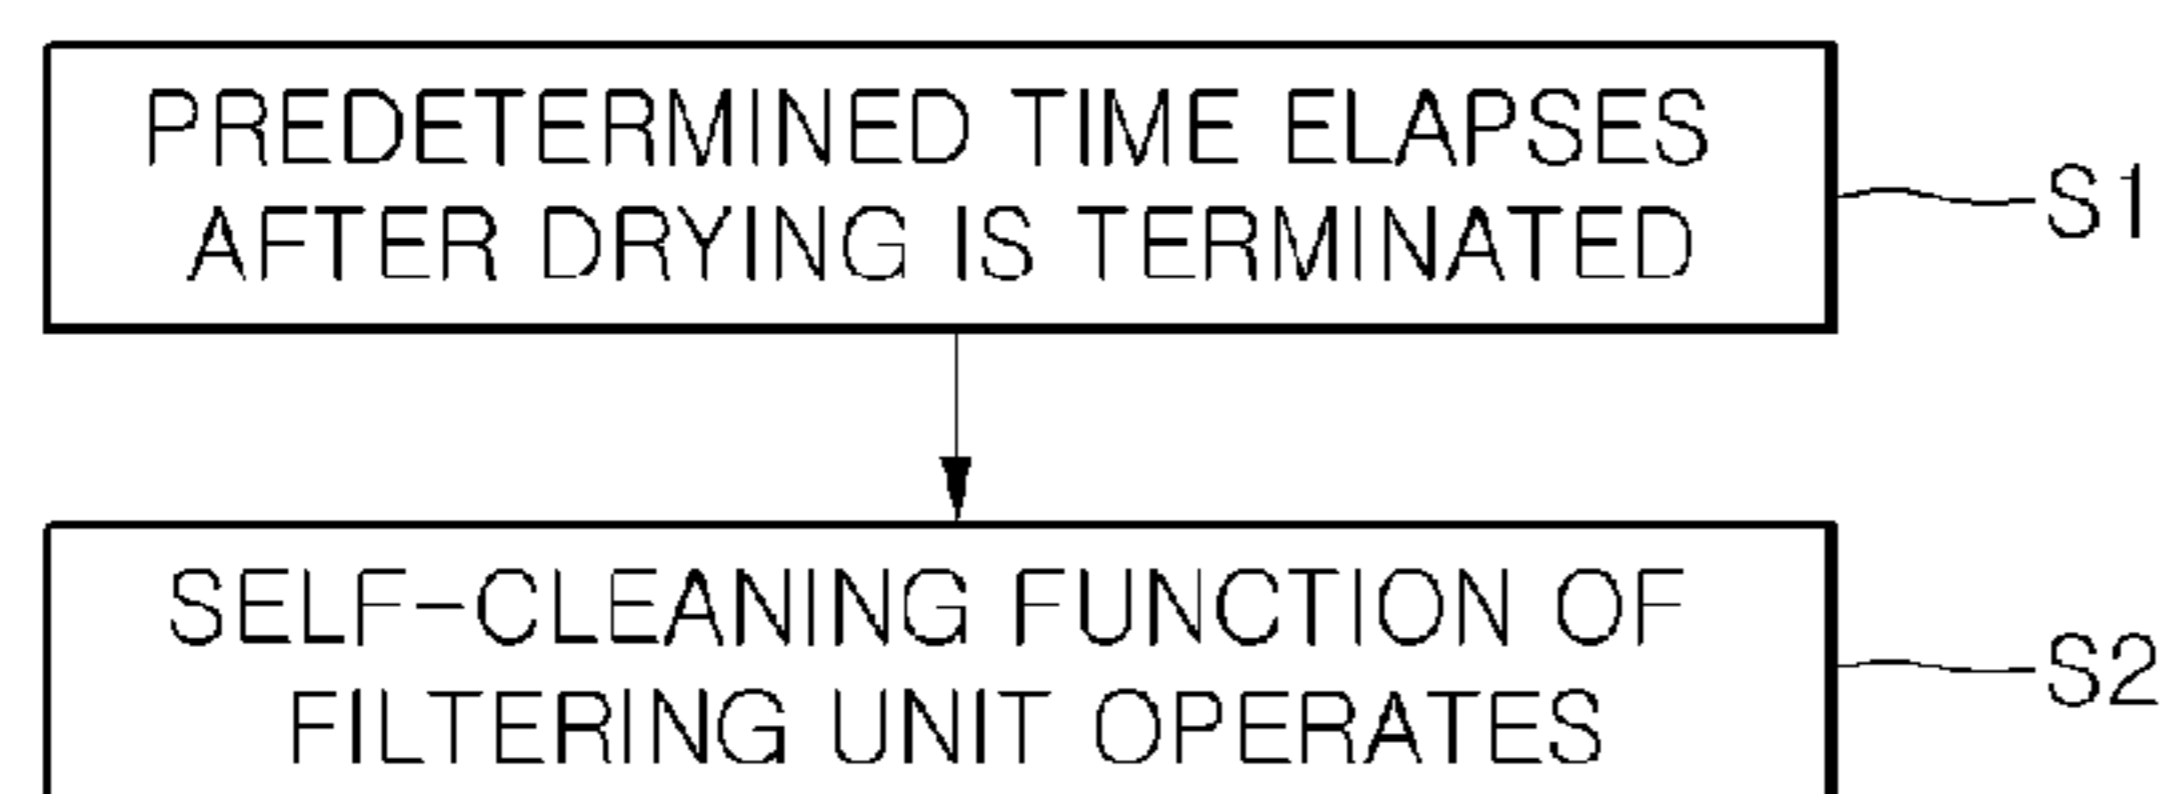 PREDETERMINED TIME ELAPSES
AFTER DRYING IS TERMINATED
S1
SELF-CLEANING FUNCTION OF
FILTERING UNIT OPERATES
S2